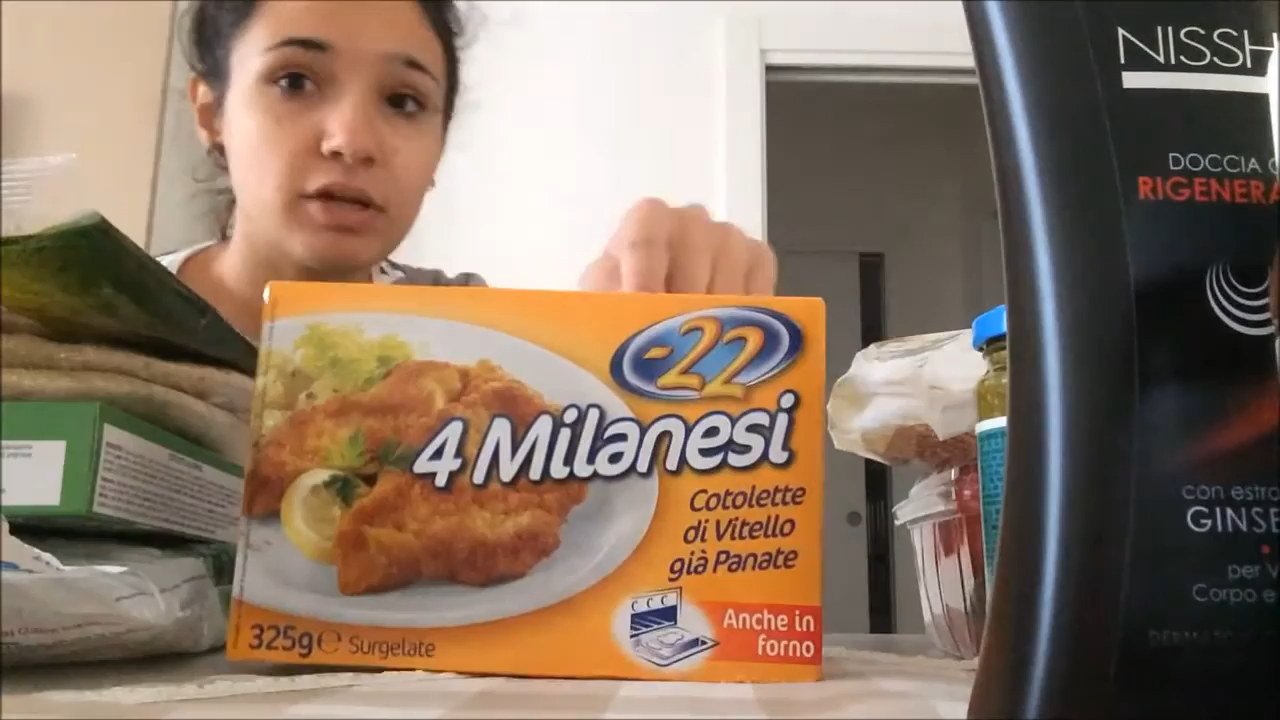 -22
4 Milanesi
Cotolette
di Vitello
già Panate
Anche in
forno
325g℮ Surgelate
NISSH
DOCCIA
RIGENERA
con estra
GINSE
per V
Corpo e